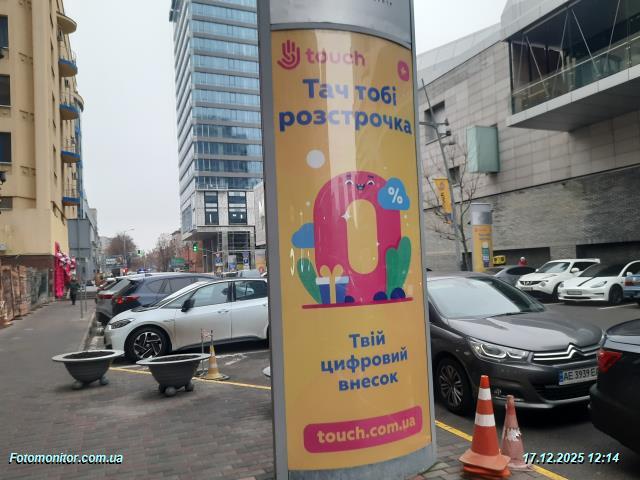 touch
Тач тобі
розстрочка
%
0
Твій
цифровий
внесок
touch.com.ua
AE 3939
Fotomonitor.com.ua
17.12.2025 12:14